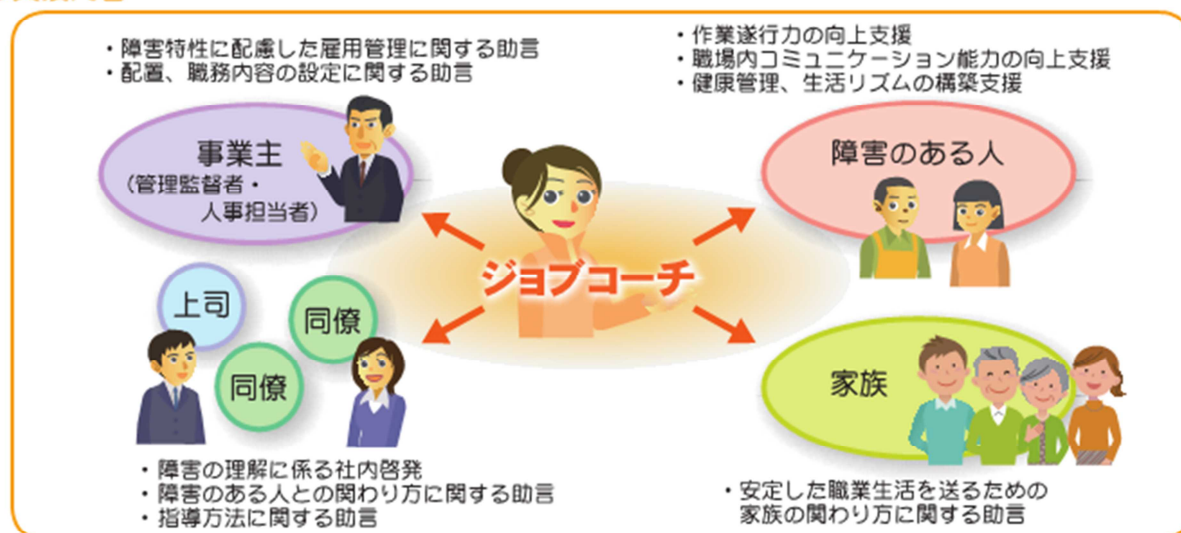 ・障害特性に配慮した雇用管理に関する助言
・配置、職務内容の設定に関する助言
事業主
（管理監督者・
人事担当者）
・作業遂行力の向上支援
・職場内コミュニケーション能力の向上支援
・健康管理、生活リズムの構築支援
障害のある人
ジョブコーチ
上司
同僚
同僚
・障害の理解に係る社内啓発
・障害のある人との関わり方に関する助言
・指導方法に関する助言
家族
・安定した職業生活を送るための
家族の関わり方に関する助言